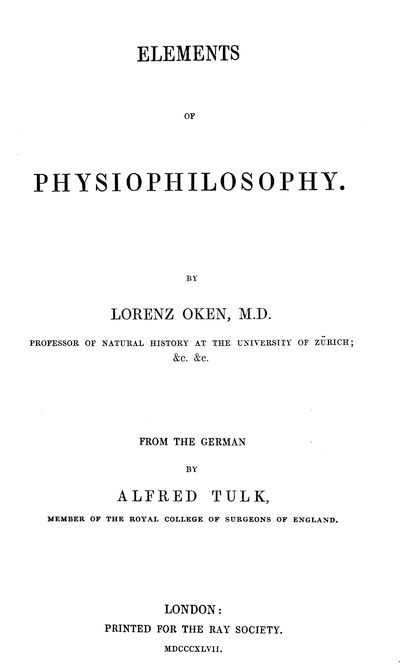 ELEMENTS
OF
PHYSIOPHILOSOPHY.
BY
LORENZ OKEN, M.D.
PROFESSOR OF NATURAL HISTORY AT THE UNIVERSITY OF ZÜRICH;
&c. &c.
FROM THE GERMAN
BY
ALFRED TULK,
MEMBER OF THE ROYAL COLLEGE OF SURGEONS OF ENGLAND.
LONDON:
PRINTED FOR THE RAY SOCIETY.
MDCCCXLVII.